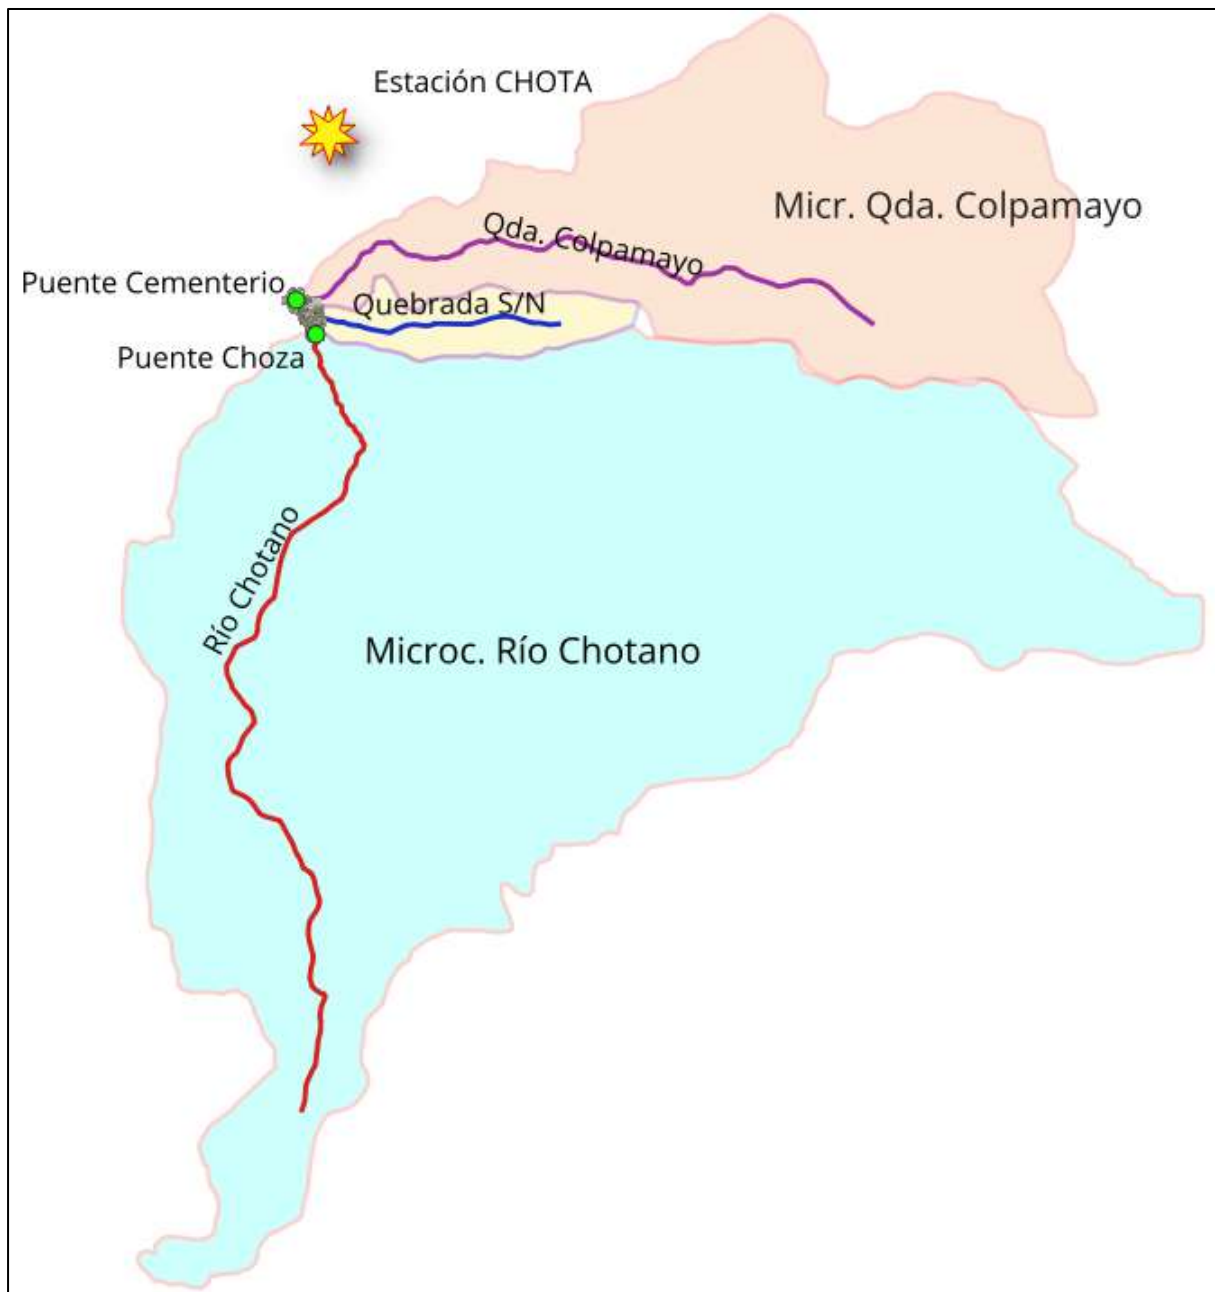 Estación CHOTA
Micr. Qda. Colpamayo
Qda. Colpamayo
Puente Cementerio
Quebrada S/N
Puente Choza
Río Chotano
Microc. Río Chotano